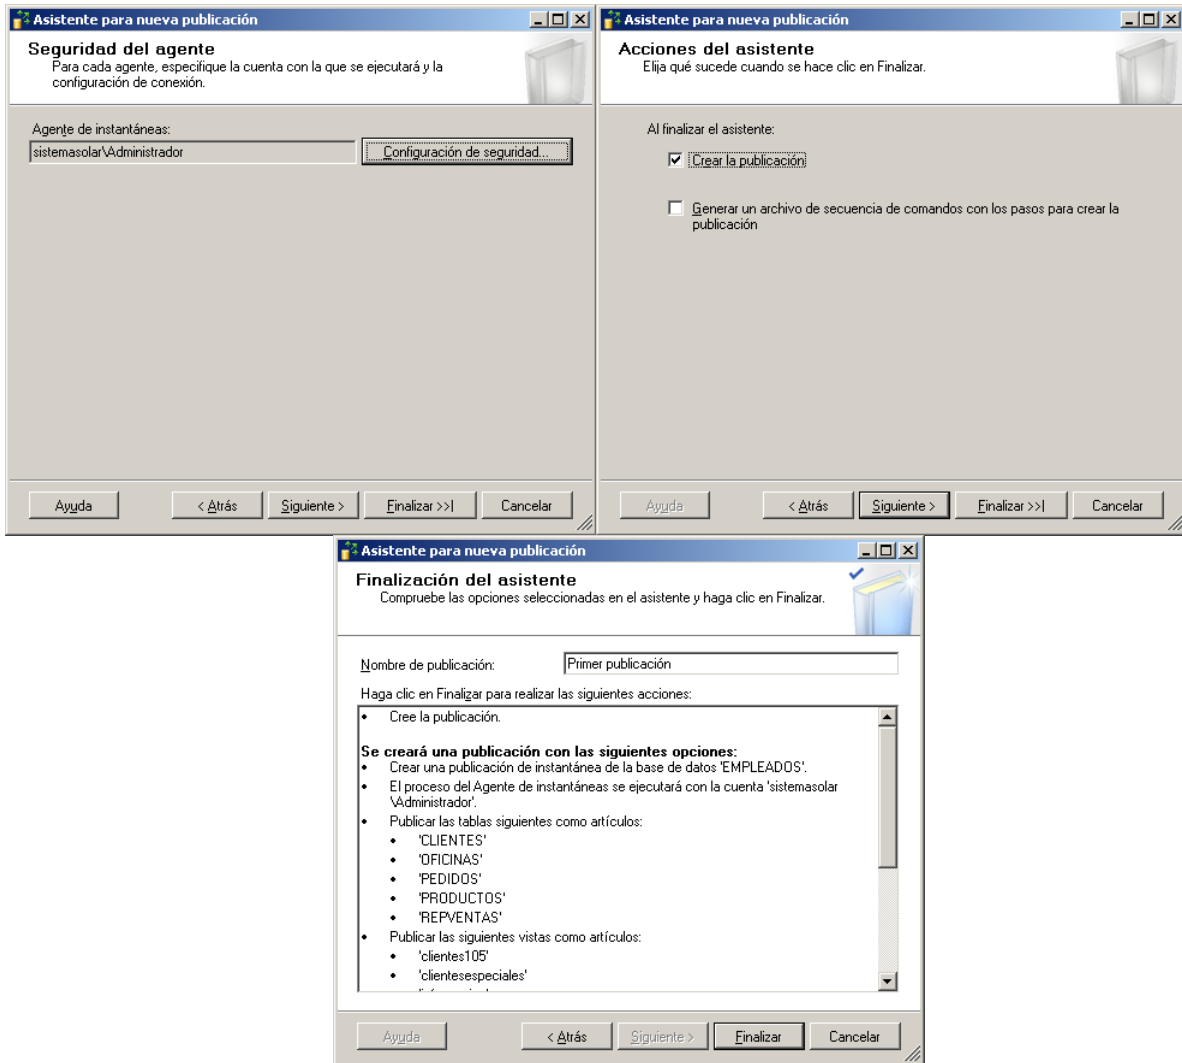 Asistente para nueva publicación
Seguridad del agente
Para cada agente, especifique la cuenta con la que se ejecutará y la
configuración de conexión.
Agente de instantáneas:
sistemasolar\Administrador
Configuración de seguridad...
Ayuda
< Atrás
Siguiente >
Finalizar >>|
Cancelar
Asistente para nueva publicación
Acciones del asistente
Elija qué sucede cuando se hace clic en Finalizar.
Al finalizar el asistente:
Crear la publicación
Generar un archivo de secuencia de comandos con los pasos para crear la
publicación
Ayuda
< Atrás
Siguiente >
Finalizar >>|
Cancelar
Asistente para nueva publicación
Finalización del asistente
Compruebe las opciones seleccionadas en el asistente y haga clic en Finalizar.
Nombre de publicación:
Primer publicación
Haga clic en Finalizar para realizar las siguientes acciones:
• Cree la publicación.
Se creará una publicación con las siguientes opciones:
• Crear una publicación de instantánea de la base de datos 'EMPLEADOS'.
• El proceso del Agente de instantáneas se ejecutará con la cuenta 'sistemasolar
\Administrador'.
• Publicar las tablas siguientes como artículos:
• 'CLIENTES'
• 'OFICINAS'
• 'PEDIDOS'
• 'PRODUCTOS'
• 'REPVENTAS'
• Publicar las siguientes vistas como artículos:
• 'clientes105'
• 'clientesespeciales'
Ayuda
< Atrás
Siguiente >
Finalizar
Cancelar